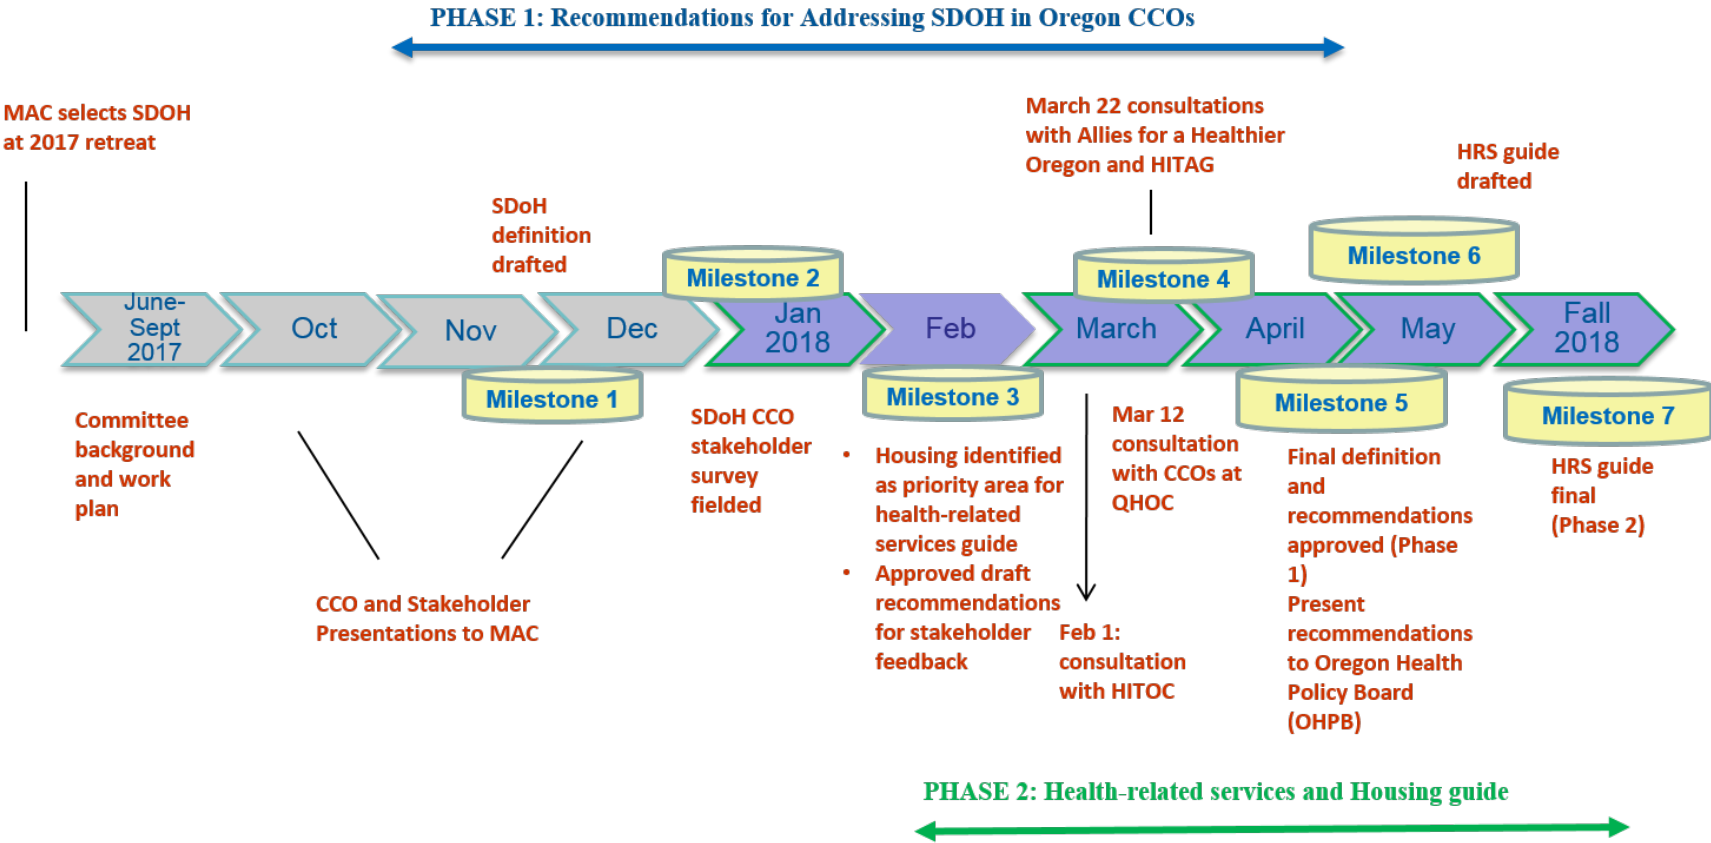 PHASE 1: Recommendations for Addressing SDOH in Oregon CCOs
MAC selects SDOH
at 2017 retreat
March 22 consultations
with Allies for a Healthier
Oregon and HITAG
HRS guide
drafted
SDoH
definition
drafted
Milestone 2
Milestone 4
Milestone 6
June-
Sept
2017
Oct
Nov
Dec
Jan
2018
Feb
March
April
May
Fall
2018
Milestone 1
Milestone 3
Milestone 5
Milestone 7
Committee
background
and work
plan
CCO and Stakeholder
Presentations to MAC
SDoH CCO
stakeholder
survey
fielded
• Housing identified
as priority area for
health-related
services guide
• Approved draft
recommendations
for stakeholder
feedback
Mar 12
consultation
with CCOs at
QHOC
Feb 1:
consultation
with HITOC
Final definition
and
recommendations
approved (Phase
1)
Present
recommendations
to Oregon Health
Policy Board
(OHPB)
HRS guide
final
(Phase 2)
PHASE 2: Health-related services and Housing guide